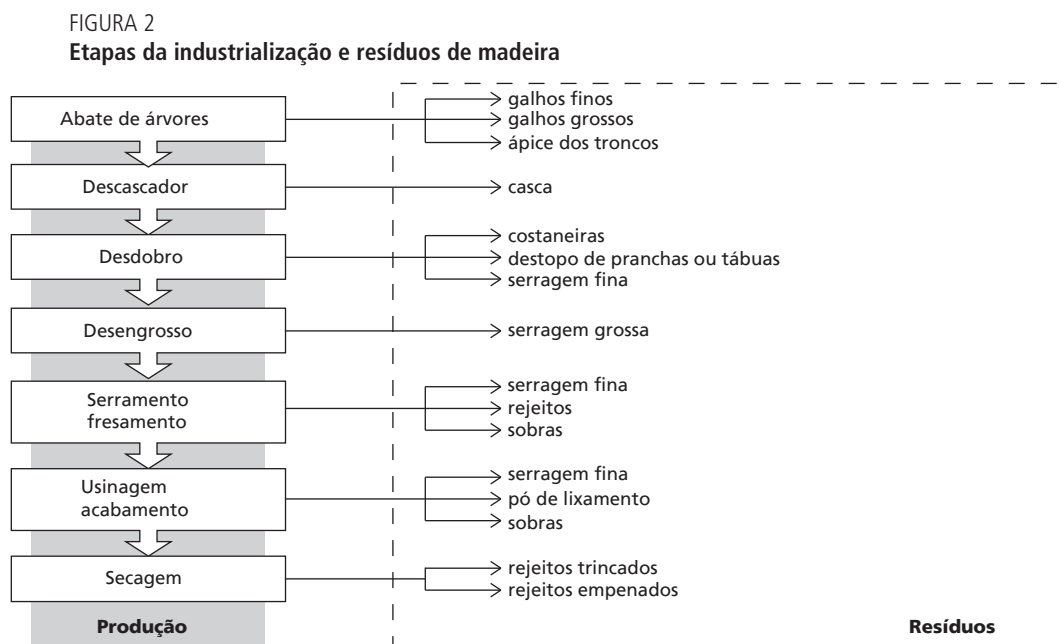 FIGURA 2
Etapas da industrialização e resíduos de madeira
Abate de árvores
galhos finos
galhos grossos
ápice dos troncos
Descascador
casca
Desdobro
costaneiras
destopo de pranchas ou tábuas
serragem fina
Desengrosso
serragem grossa
Serramento
fresamento
serragem fina
rejeitos
sobras
Usinagem
acabamento
serragem fina
pó de lixamento
sobras
Secagem
rejeitos trincados
rejeitos empenados
Produção
Resíduos